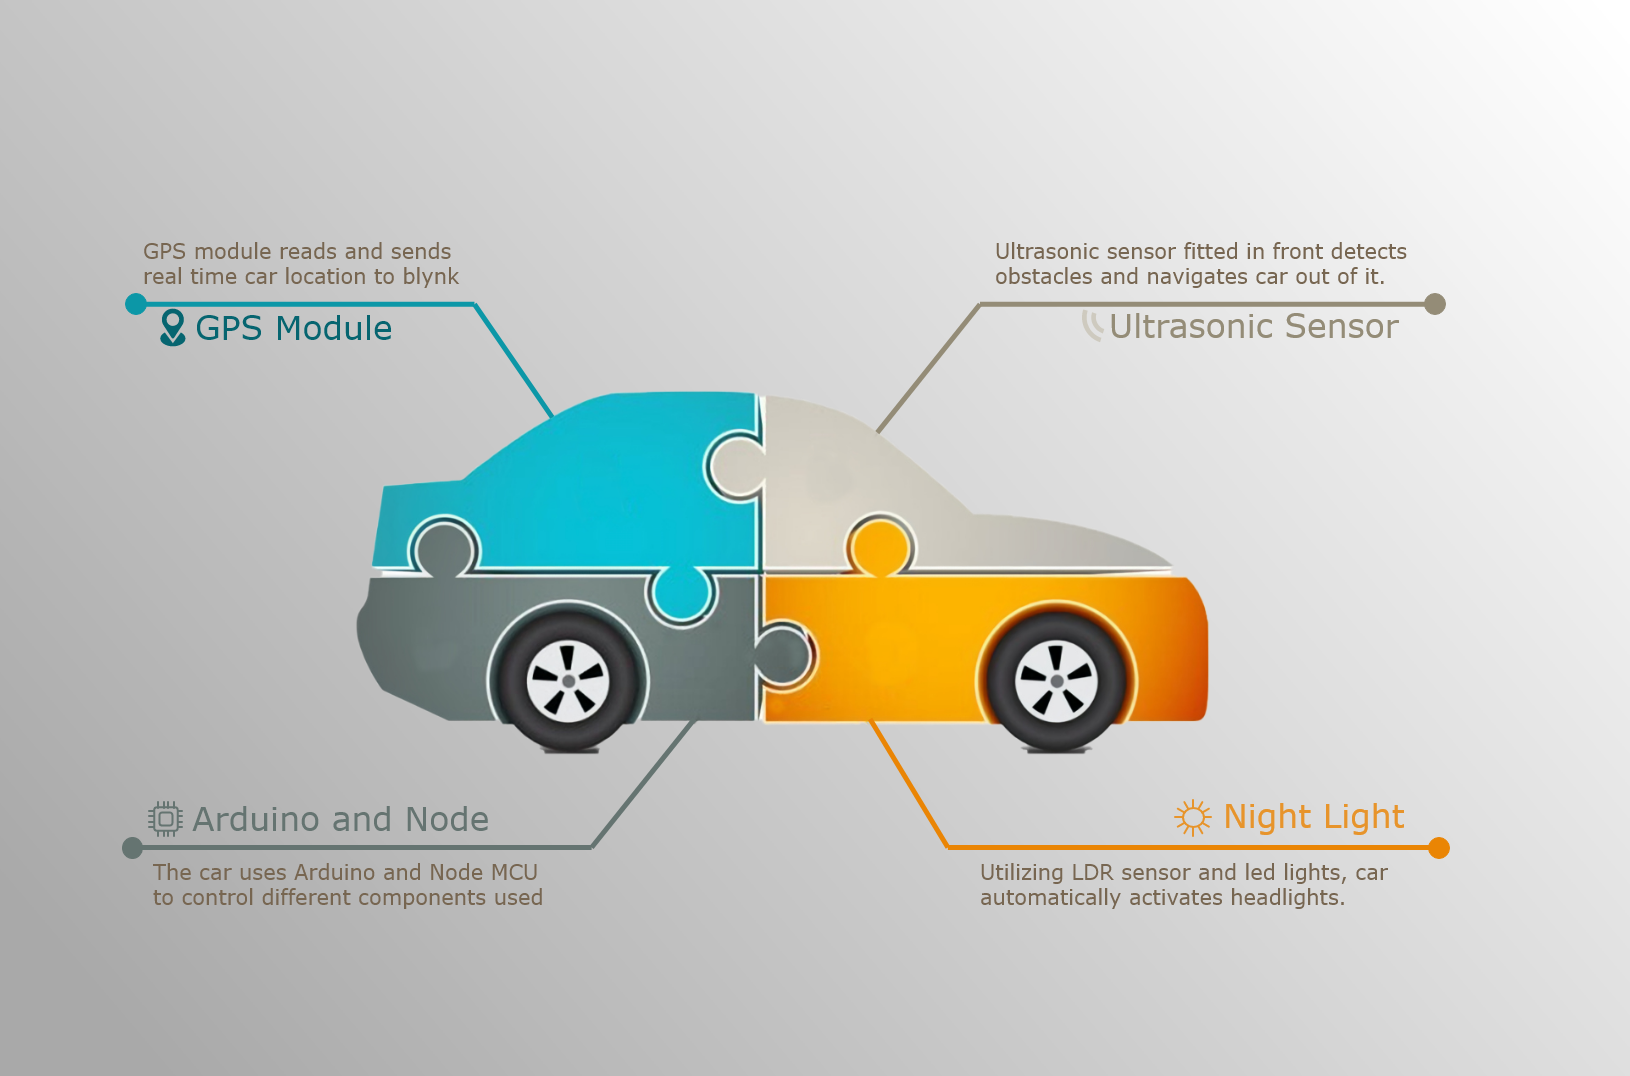 GPS module reads and sends
real time car location to blynk
GPS Module
Ultrasonic sensor fitted in front detects
obstacles and navigates car out of it.
Ultrasonic Sensor
Arduino and Node
The car uses Arduino and Node MCU
to control different components used
Night Light
Utilizing LDR sensor and led lights, car
automatically activates headlights.